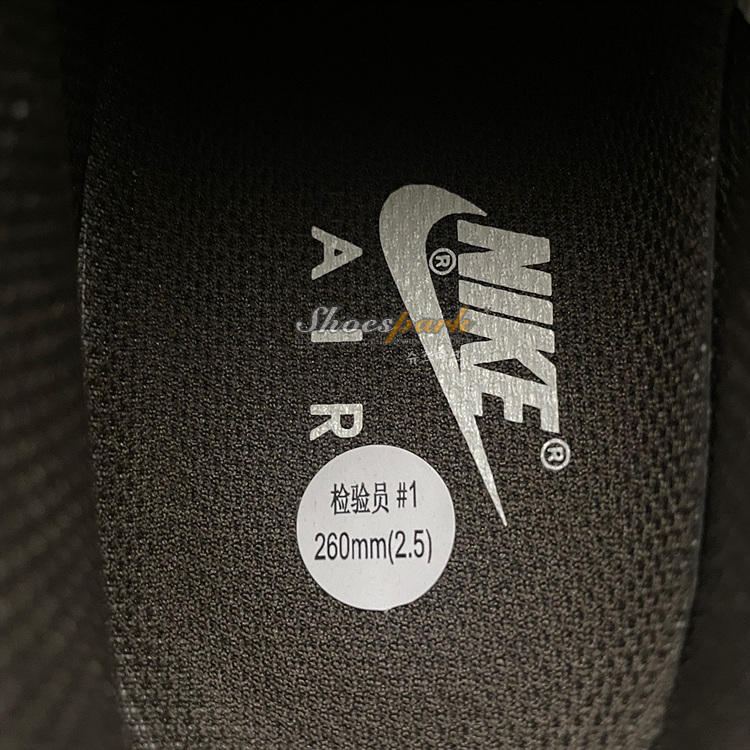 NIKE®
®
AIR
Shoespark
检验员 #1
260mm(2.5)